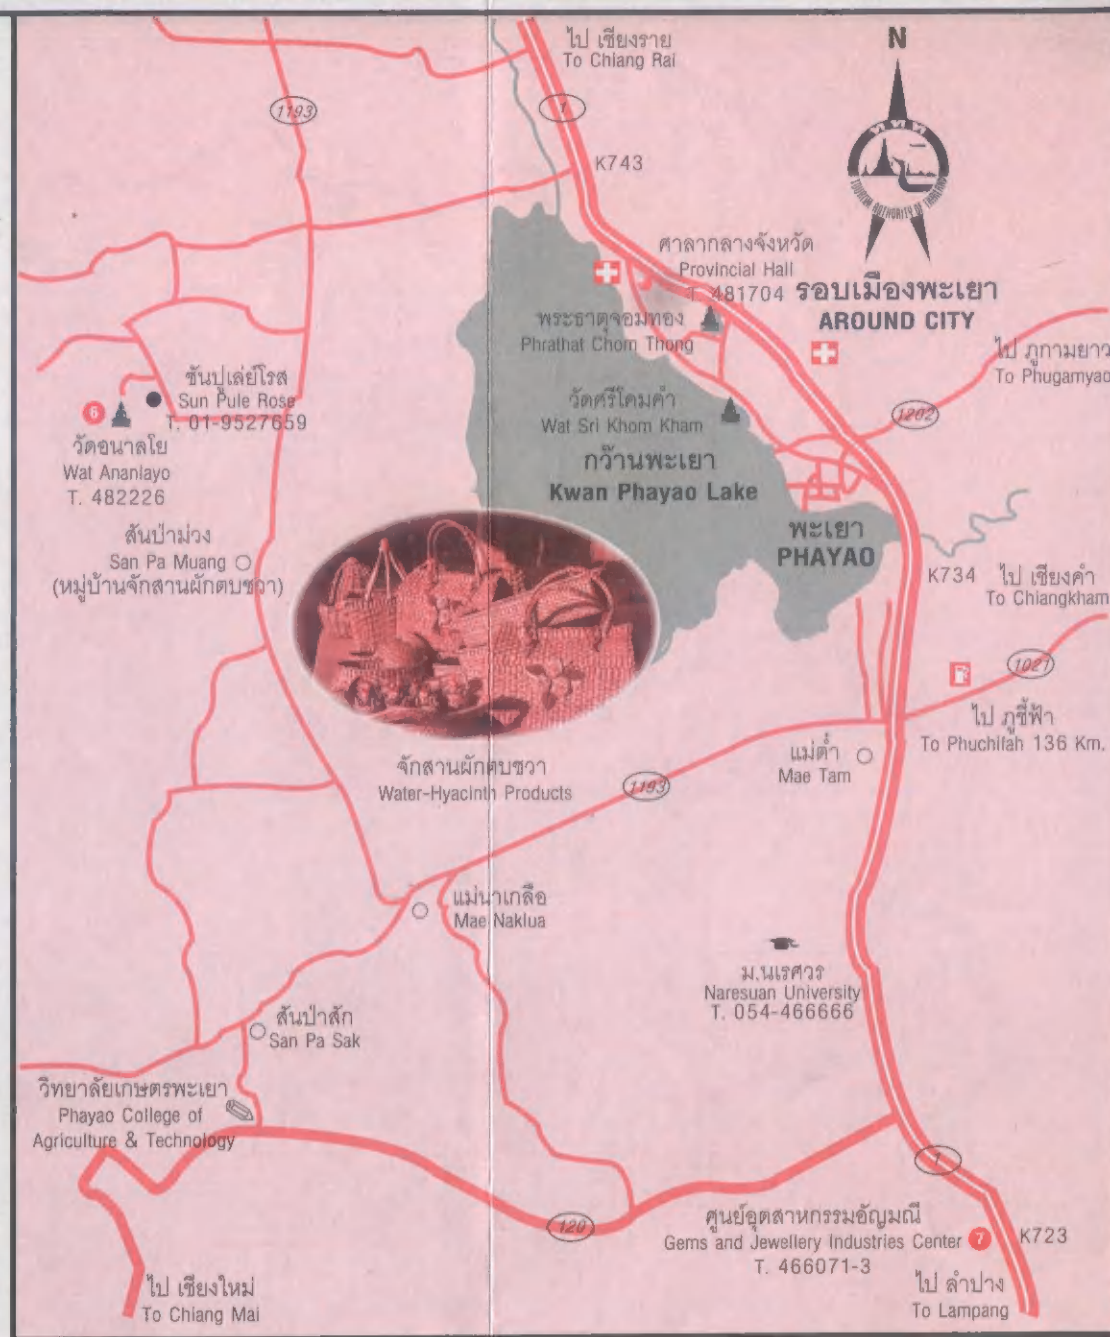 ไป เชียงราย
To Chiang Rai
N
1193
1
K743
ท ท ท
TOURISM AUTHORITY OF THAILAND
ศาลากลางจังหวัด
Provincial Hall
T. 481704
รอบเมืองพะเยา
AROUND CITY
พระธาตุจอมทอง
Phrathat Chom Thong
ไป ภูกามยาว
To Phugamyao
ซันปูเล่ย์โรส
Sun Pule Rose
T. 01-9527659
6
วัดอนาลโย
Wat Ananlayo
T. 482226
วัดศรีโคมคำ
Wat Sri Khom Kham
1202
กว๊านพะเยา
Kwan Phayao Lake
พะเยา
PHAYAO
สันป่าม่วง
San Pa Muang
(หมู่บ้านจักสานผักตบชวา)
K734
ไป เชียงคำ
To Chiangkham
1021
ไป ภูชี้ฟ้า
To Phuchifah 136 Km.
แม่ต่ำ
Mae Tam
จักสานผักตบชวา
Water-Hyacinth Products
1193
แม่นาเกลือ
Mae Naklua
ม.นเรศวร
Naresuan University
T. 054-466666
สันป่าสัก
San Pa Sak
วิทยาลัยเกษตรพะเยา
Phayao College of
Agriculture & Technology
1
120
ศูนย์อุตสาหกรรมอัญมณี
Gems and Jewellery Industries Center 7
T. 466071-3
K723
ไป เชียงใหม่
To Chiang Mai
ไป ลำปาง
To Lampang